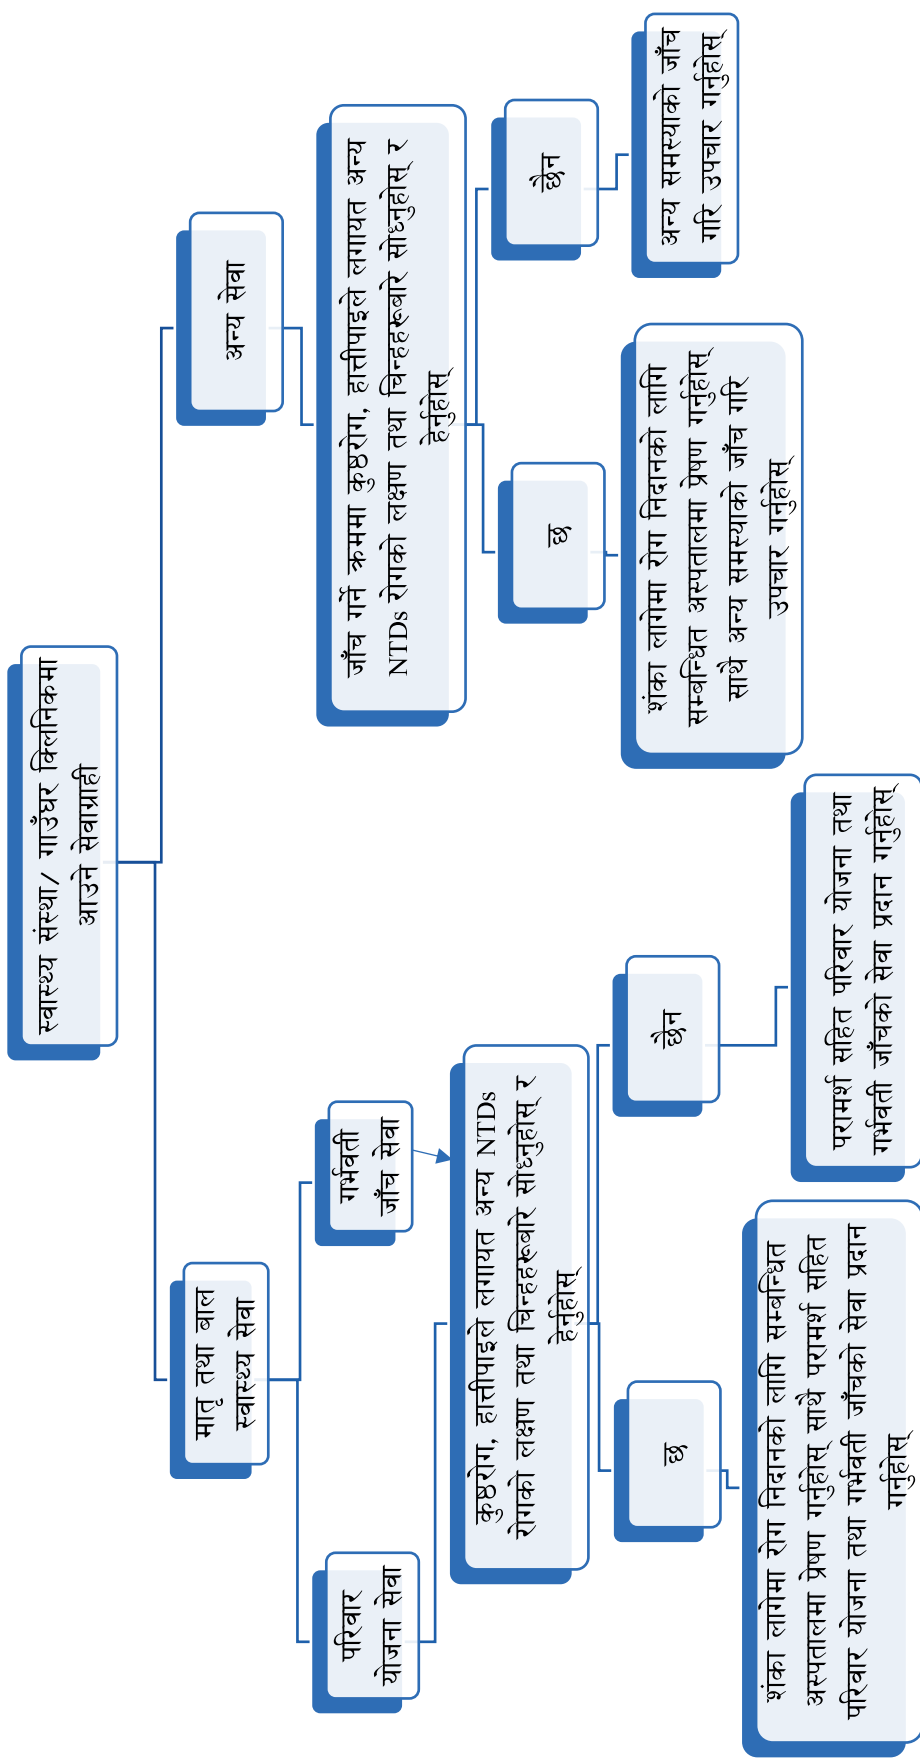 स्वास्थ्य संस्था/ गाउँघर क्लिनिकमा
आउने सेवाग्राही
मातृ तथा बाल
स्वास्थ्य सेवा
परिवार
योजना सेवा
गर्भवती
जाँच सेवा
कुष्ठरोग, हात्तीपाइले लगायत अन्य NTDs
रोगको लक्षण तथा चिन्हहरूबारे सोध्नुहोस् र
हेर्नुहोस्
छ
शंका लागेमा रोग निदानको लागि सम्बन्धित
अस्पतालमा प्रेषण गर्नुहोस् साथै परामर्श सहित
परिवार योजना तथा गर्भवती जाँचको सेवा प्रदान
गर्नुहोस्
छैन
परामर्श सहित परिवार योजना तथा
गर्भवती जाँचको सेवा प्रदान गर्नुहोस्
अन्य सेवा
जाँच गर्ने क्रममा कुष्ठरोग, हात्तीपाइले लगायत अन्य
NTDs रोगको लक्षण तथा चिन्हहरूबारे सोध्नुहोस् र
हेर्नुहोस्
छ
शंका लागेमा रोग निदानको लागि
सम्बन्धित अस्पतालमा प्रेषण गर्नुहोस्
साथै अन्य समस्याको जाँच गरि
उपचार गर्नुहोस्
छैन
अन्य समस्याको जाँच
गरि उपचार गर्नुहोस्